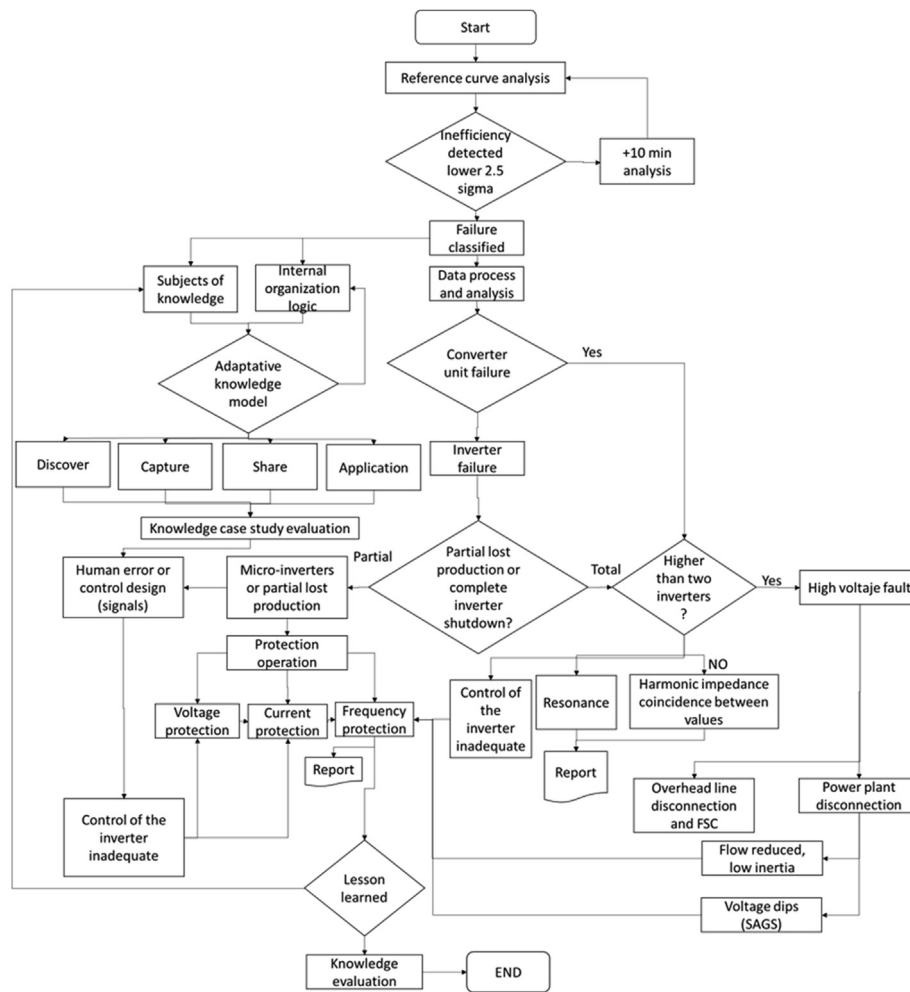 Start
Reference curve analysis
Inefficiency
detected
lower 2.5
sigma
+10 min
analysis
Failure
classified
Subjects of
knowledge
Internal
organization
logic
Data process
and analysis
Converter
unit failure
Yes
Adaptative
knowledge
model
Discover
Capture
Share
Application
Inverter
failure
Knowledge case study evaluation
Human error or
control design
(signals)
Micro-inverters
or partial lost
production
Partial
Partial lost
production or
complete
inverter
shutdown?
Total
Higher
than two
inverters
?
Yes
High voltaje fault
Protection
operation
NO
Voltage
protection
Current
protection
Frequency
protection
Control of
the
inverter
inadequate
Resonance
Harmonic impedance
coincidence between
values
Report
Report
Overhead line
disconnection
and FSC
Power plant
disconnection
Control of the
inverter
inadequate
Flow reduced,
low inertia
Lesson
learned
Voltage dips
(SAGS)
Knowledge
evaluation
END